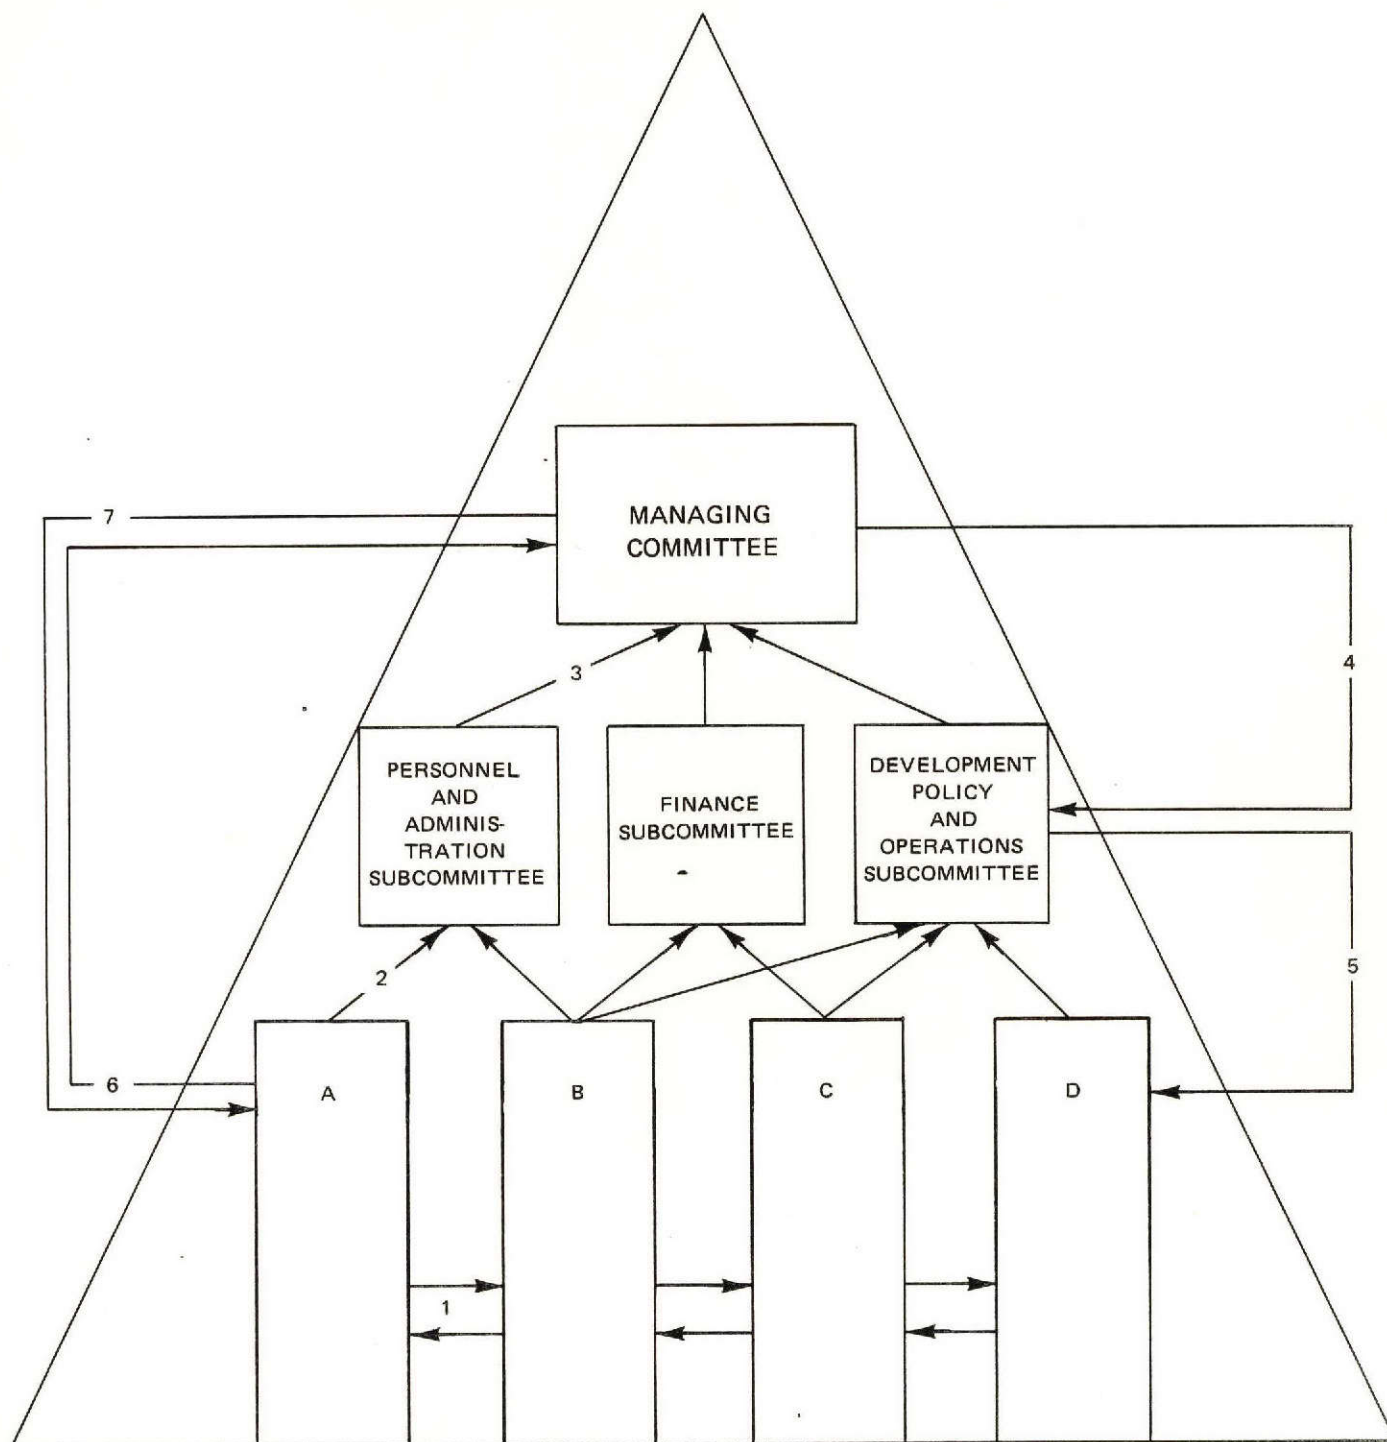 MANAGING
COMMITTEE
7
4
3
PERSONNEL
AND
ADMINIS-
TRATION
SUBCOMMITTEE
FINANCE
SUBCOMMITTEE
DEVELOPMENT
POLICY
AND
OPERATIONS
SUBCOMMITTEE
2
5
6
A
B
C
D
1